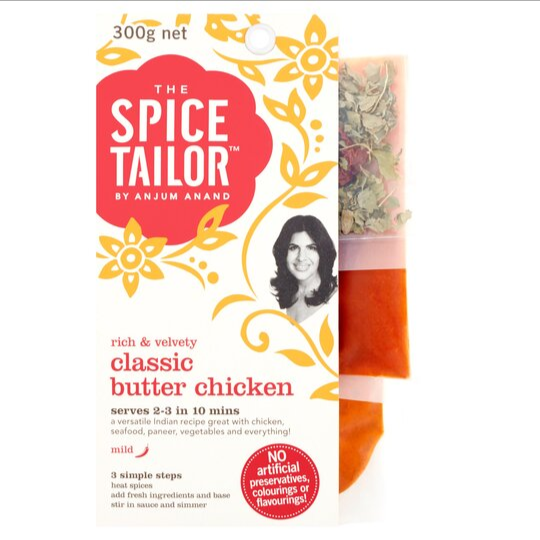 300g net
THE
SPICE
TAILOR™
BY ANJUM ANAND
rich & velvety
classic
butter chicken
serves 2-3 in 10 mins
a versatile Indian recipe great with chicken,
seafood, paneer, vegetables and everything!
mild
3 simple steps
heat spices
add fresh ingredients and base
stir in sauce and simmer
NO
artificial
preservatives,
colourings or
flavourings!